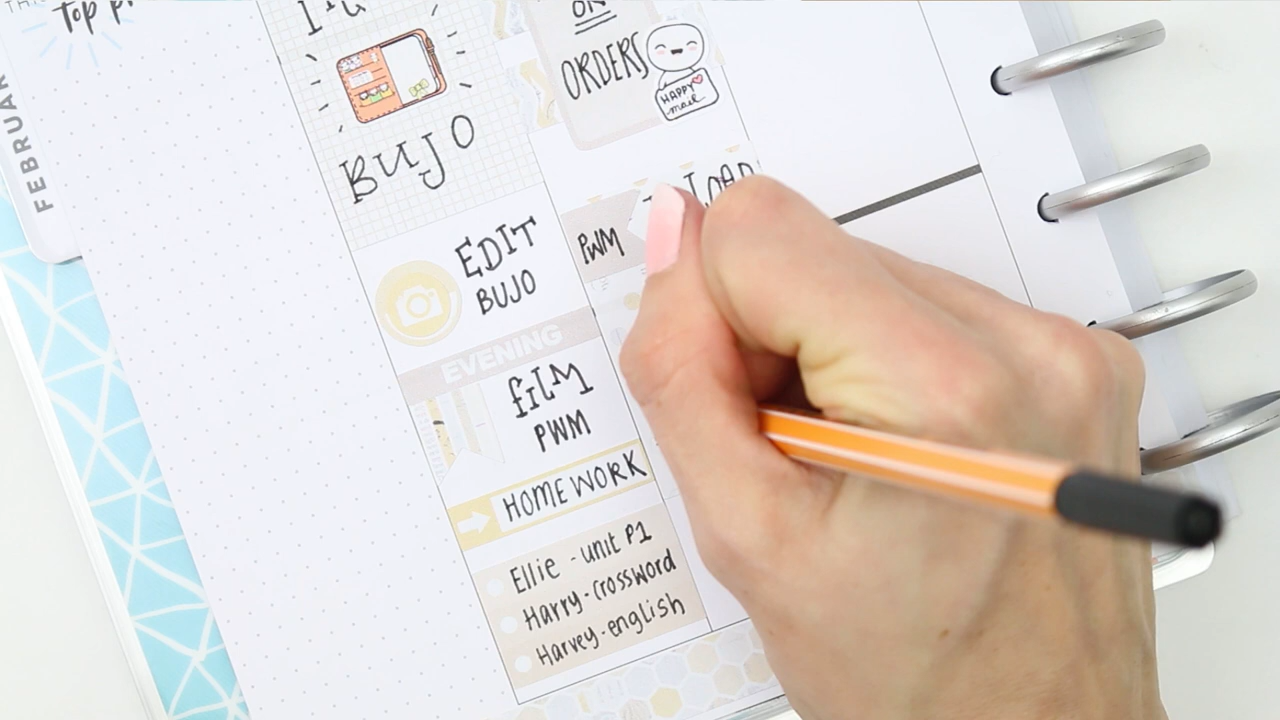 THIS
FEBRUAR
BUJO
EDIT
BUJO
EVENING
fILM
PWM
HOMEWORK
Ellie - unit P1
Harry - Crossword
Harvey - english
ON
ORDERS
HAPPY
mail
PWM